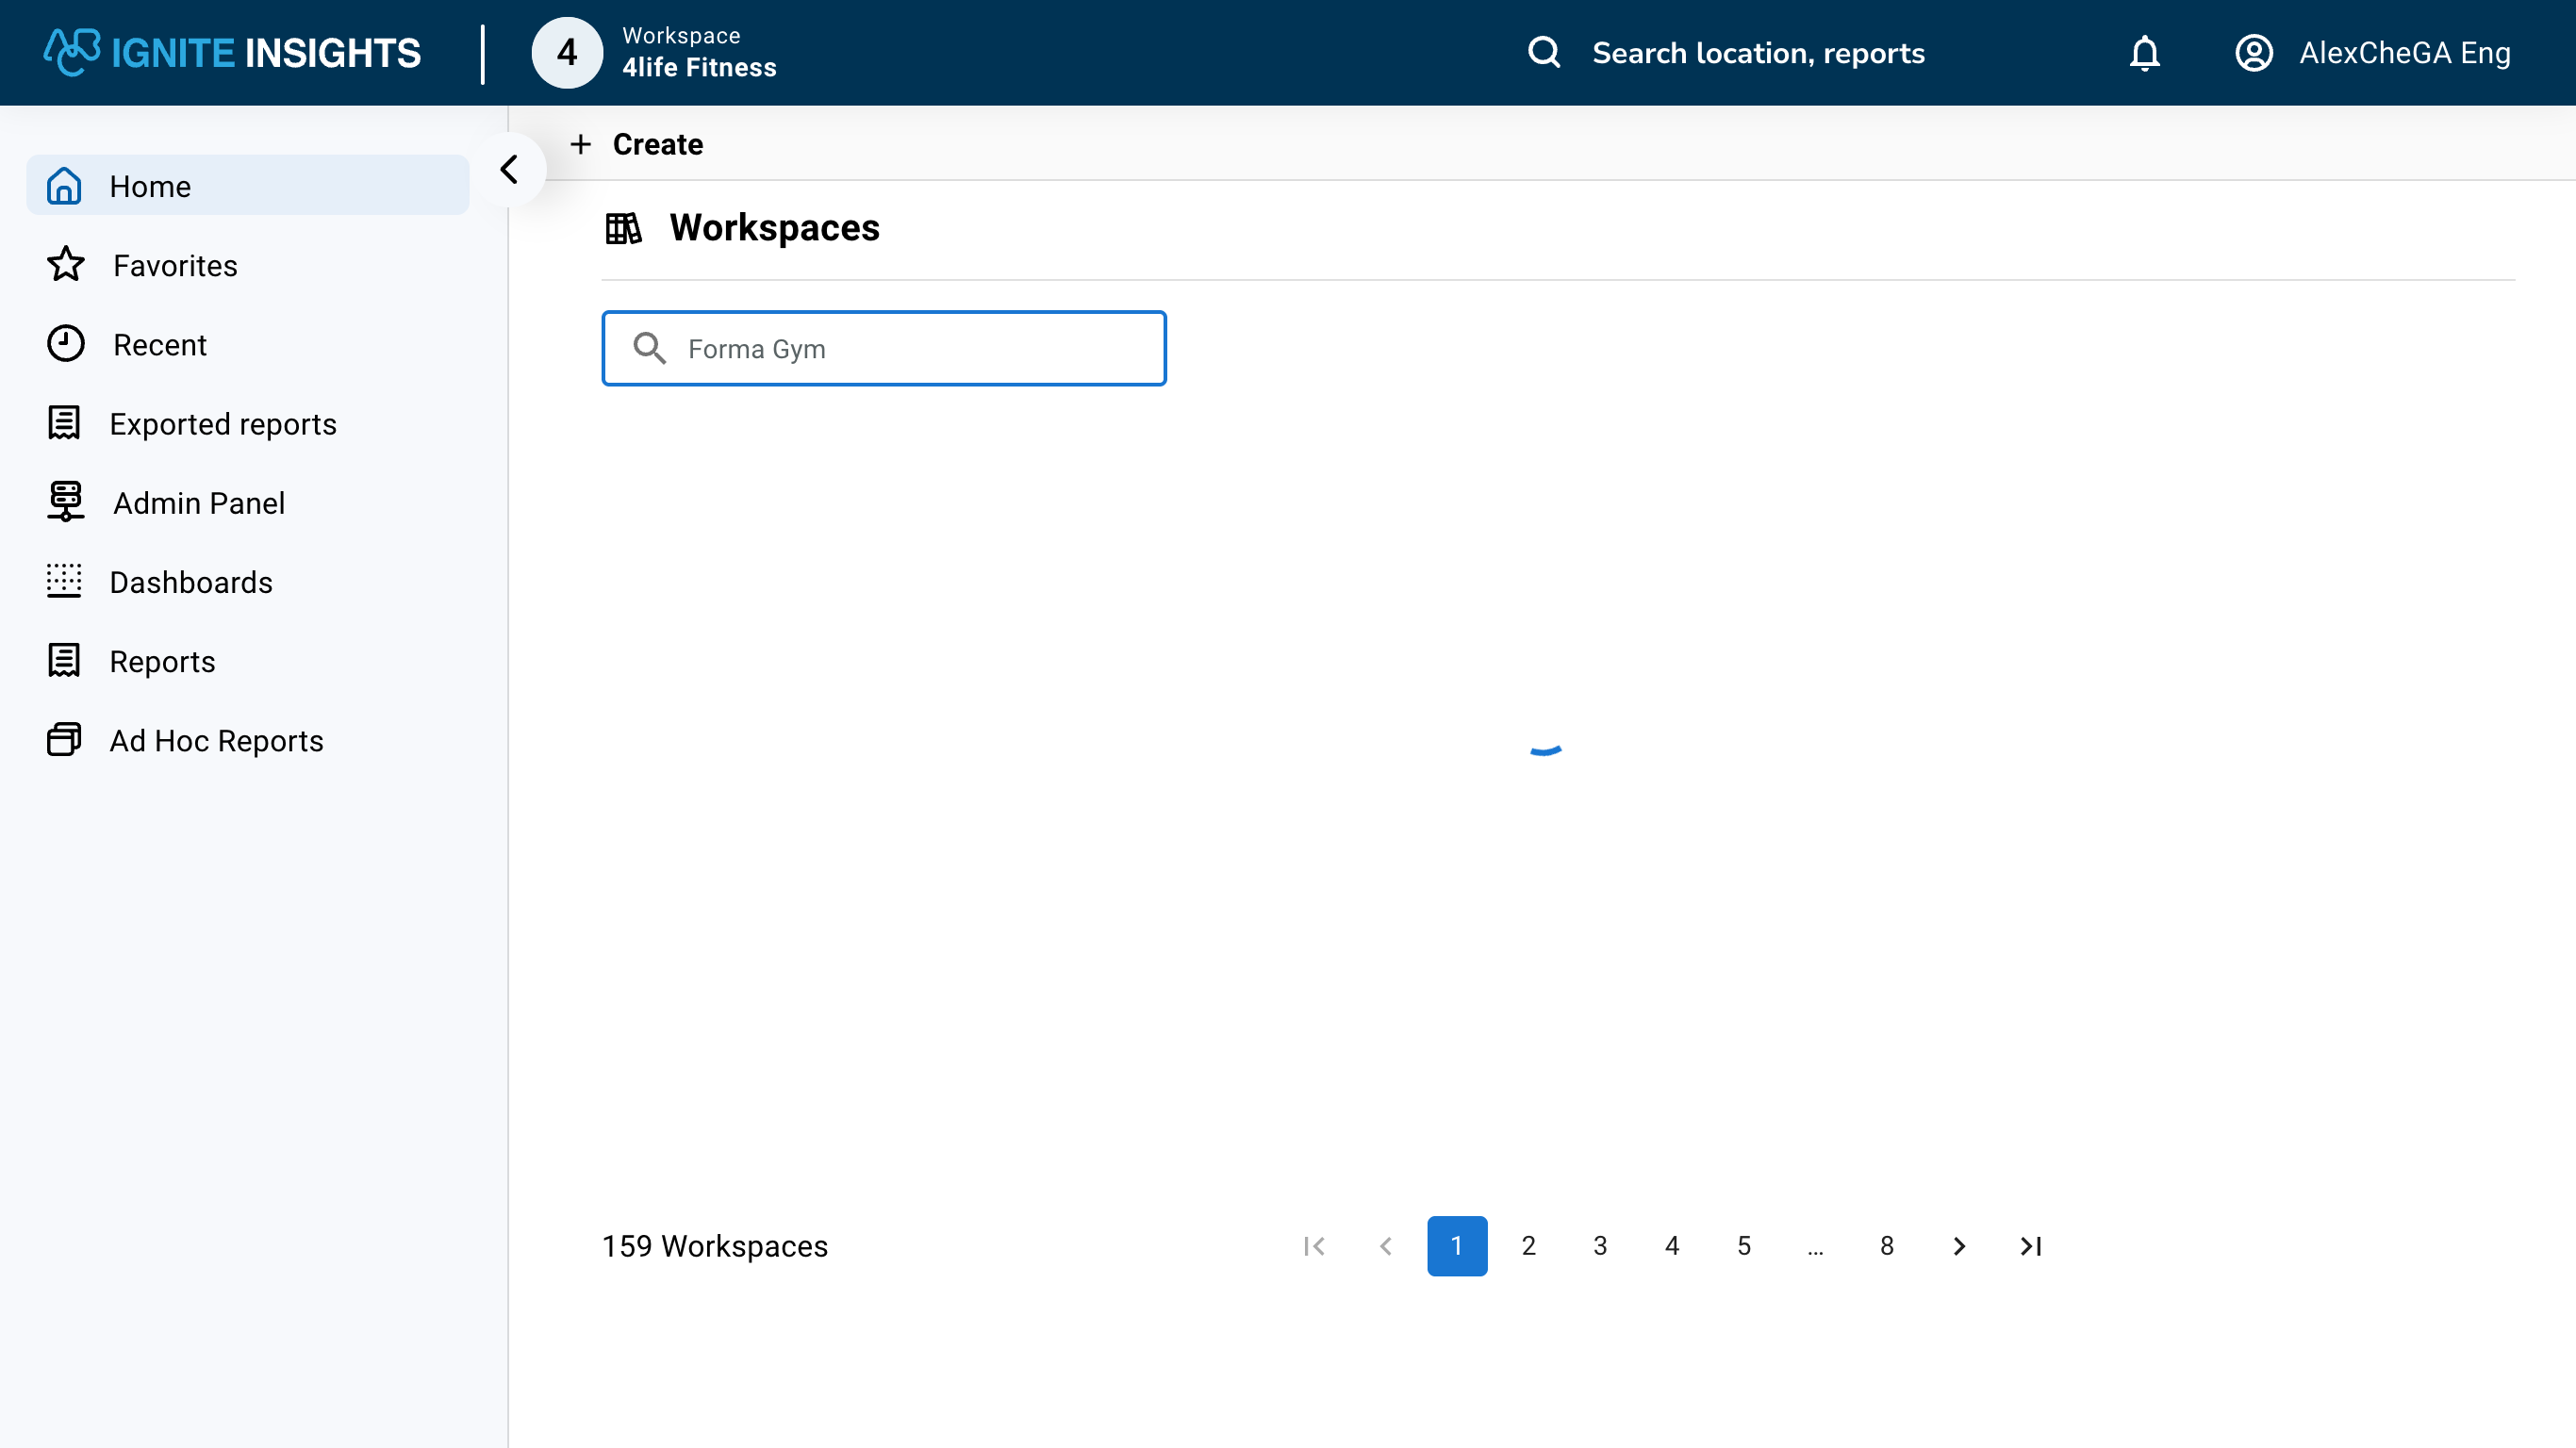 IGNITE INSIGHTS
4
Workspace
4life Fitness
Search location, reports
AlexCheGA Eng
Home
Favorites
Recent
Exported reports
Admin Panel
Dashboards
Reports
Ad Hoc Reports
+ Create
Workspaces
Forma Gym
159 Workspaces
1 2 3 4 5 ... 8